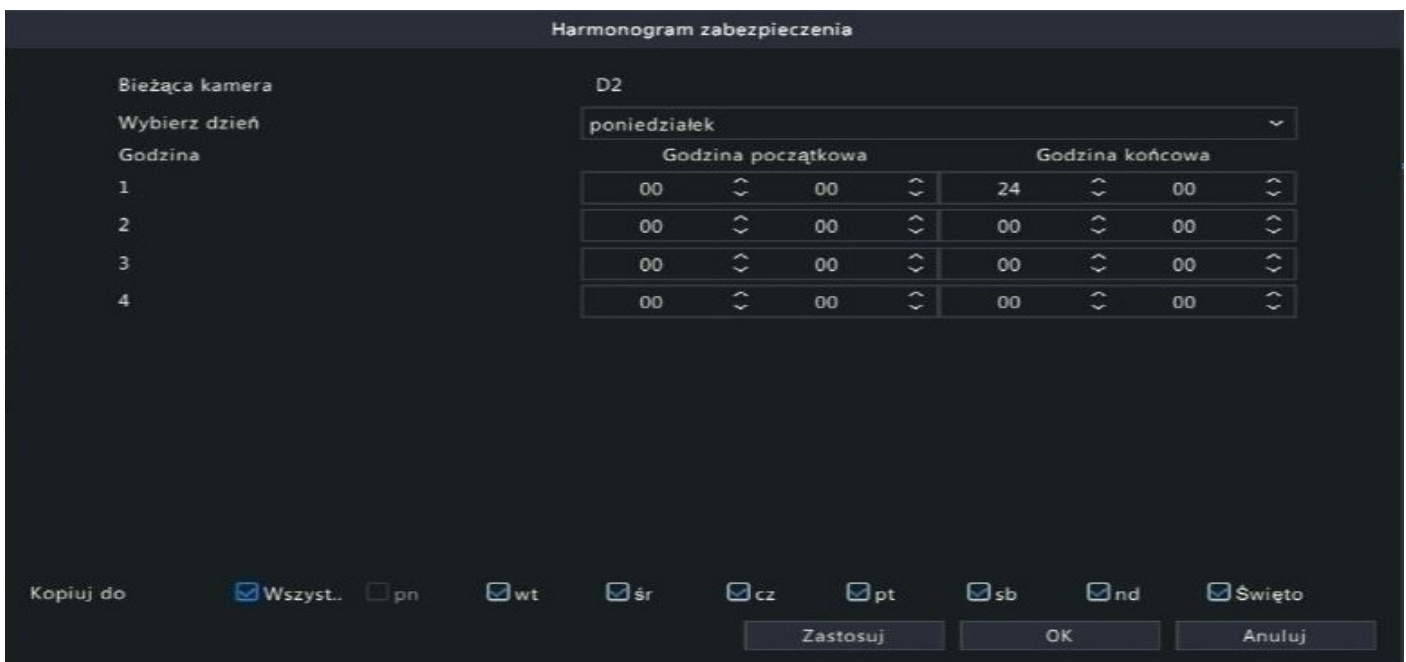 Harmonogram zabezpieczenia
Bieżąca kamera D2
Wybierz dzień poniedziałek
Godzina Godzina początkowa Godzina końcowa
1 00 00 24 00
2 00 00 00 00
3 00 00 00 00
4 00 00 00 00
Kopiuj do Wszyst.. pn wt śr cz pt sb nd Święto
Zastosuj OK Anuluj